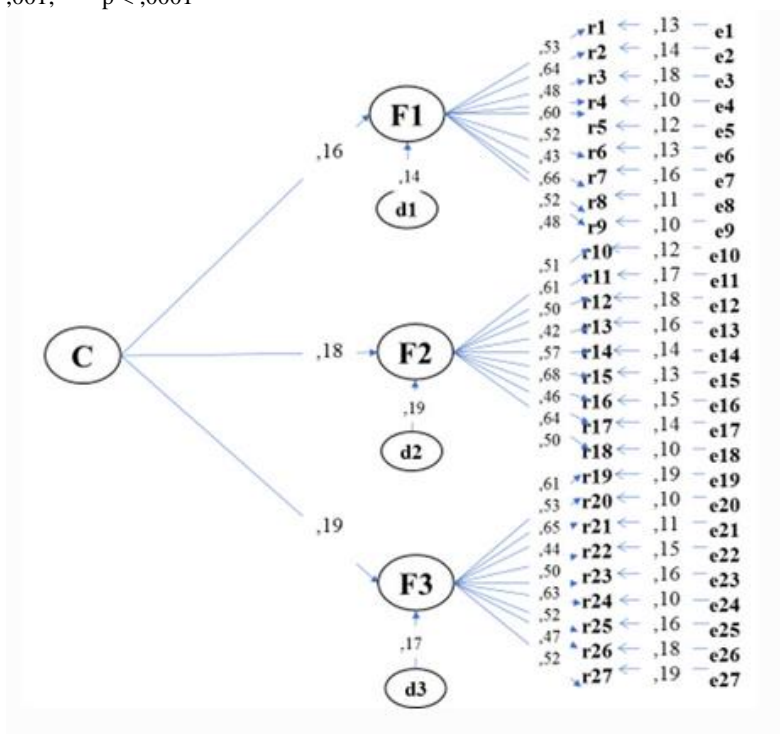 p < ,0001
C
,16
,18
,19
F1
,14
d1
F2
,19
d2
F3
,17
d3
,53 r1 ,13 e1
,64 r2 ,14 e2
,48 r3 ,18 e3
,60 r4 ,10 e4
,52 r5 ,12 e5
,43 r6 ,13 e6
,66 r7 ,16 e7
,52 r8 ,11 e8
,48 r9 ,10 e9
,51 r10 ,12 e10
,61 r11 ,17 e11
,50 r12 ,18 e12
,42 r13 ,16 e13
,57 r14 ,14 e14
,68 r15 ,13 e15
,46 r16 ,15 e16
,64 r17 ,14 e17
,50 r18 ,10 e18
,61 r19 ,19 e19
,53 r20 ,10 e20
,65 r21 ,11 e21
,44 r22 ,15 e22
,50 r23 ,16 e23
,63 r24 ,10 e24
,52 r25 ,16 e25
,47 r26 ,18 e26
,52 r27 ,19 e27